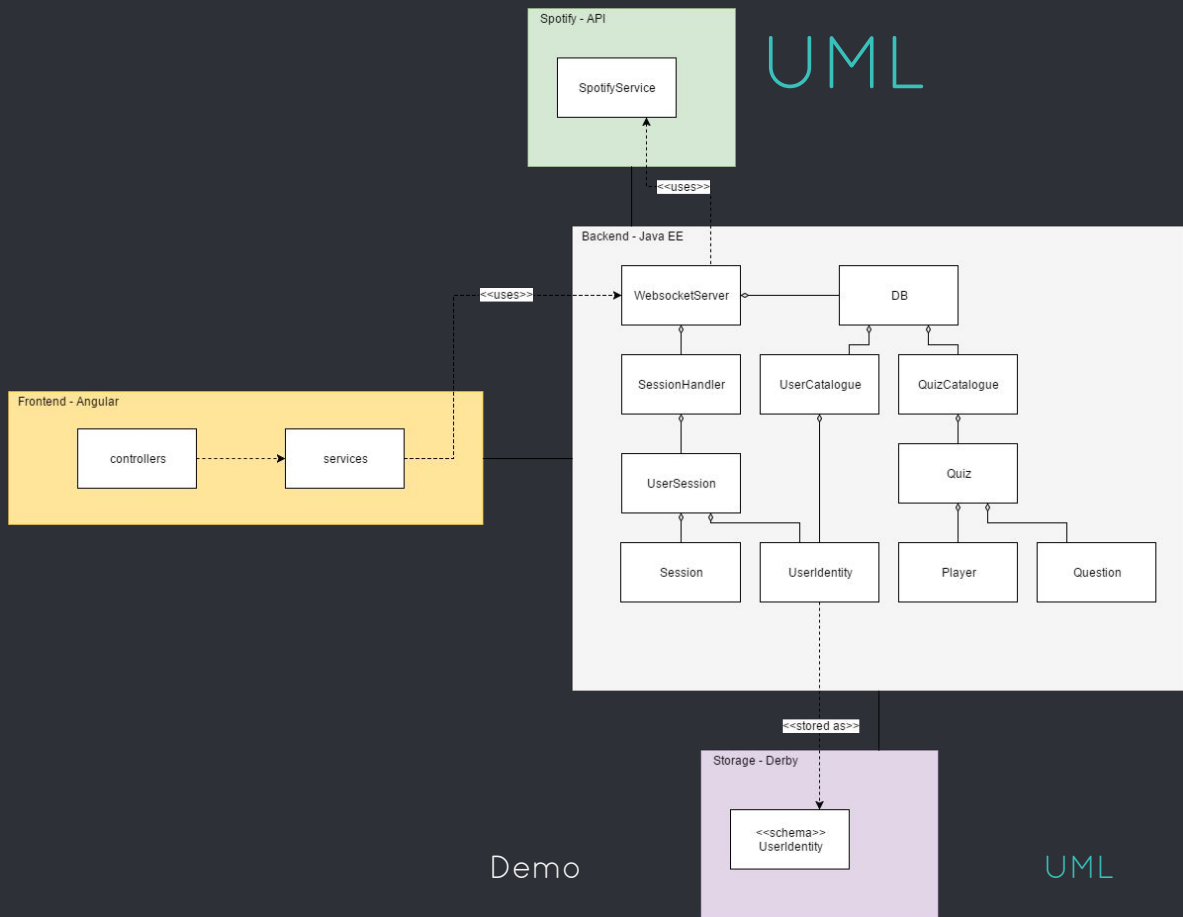 Spotify - API
UML
SpotifyService
<<uses>>
Backend - Java EE
WebsocketServer
DB
<<uses>>
SessionHandler
UserCatalogue
QuizCatalogue
Frontend - Angular
controllers
services
UserSession
Quiz
Session
UserIdentity
Player
Question
<<stored as>>
Storage - Derby
<<schema>>
UserIdentity
Demo
UML